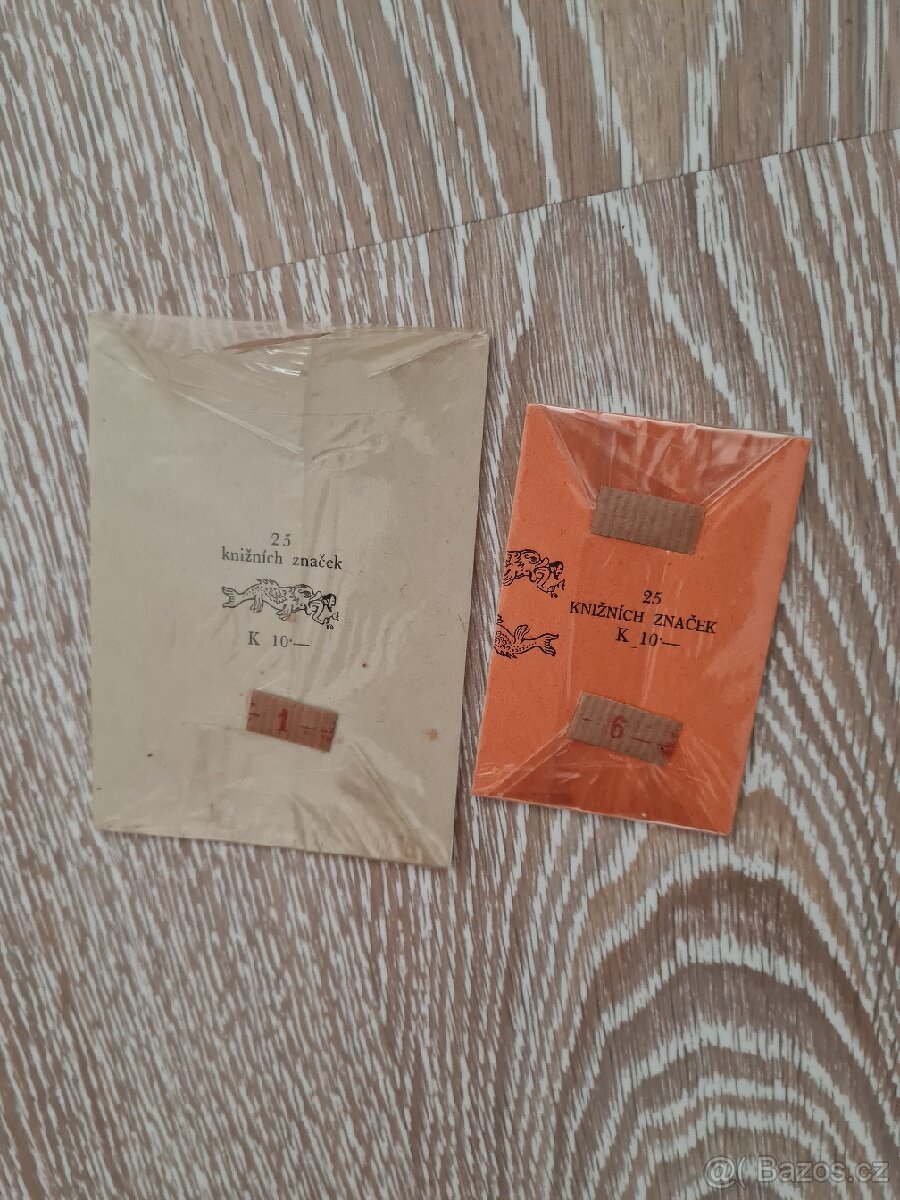 25
knižních značek
K 10·—
1
25
KNIŽNÍCH ZNAČEK
K 10·—
6
Bazos.cz